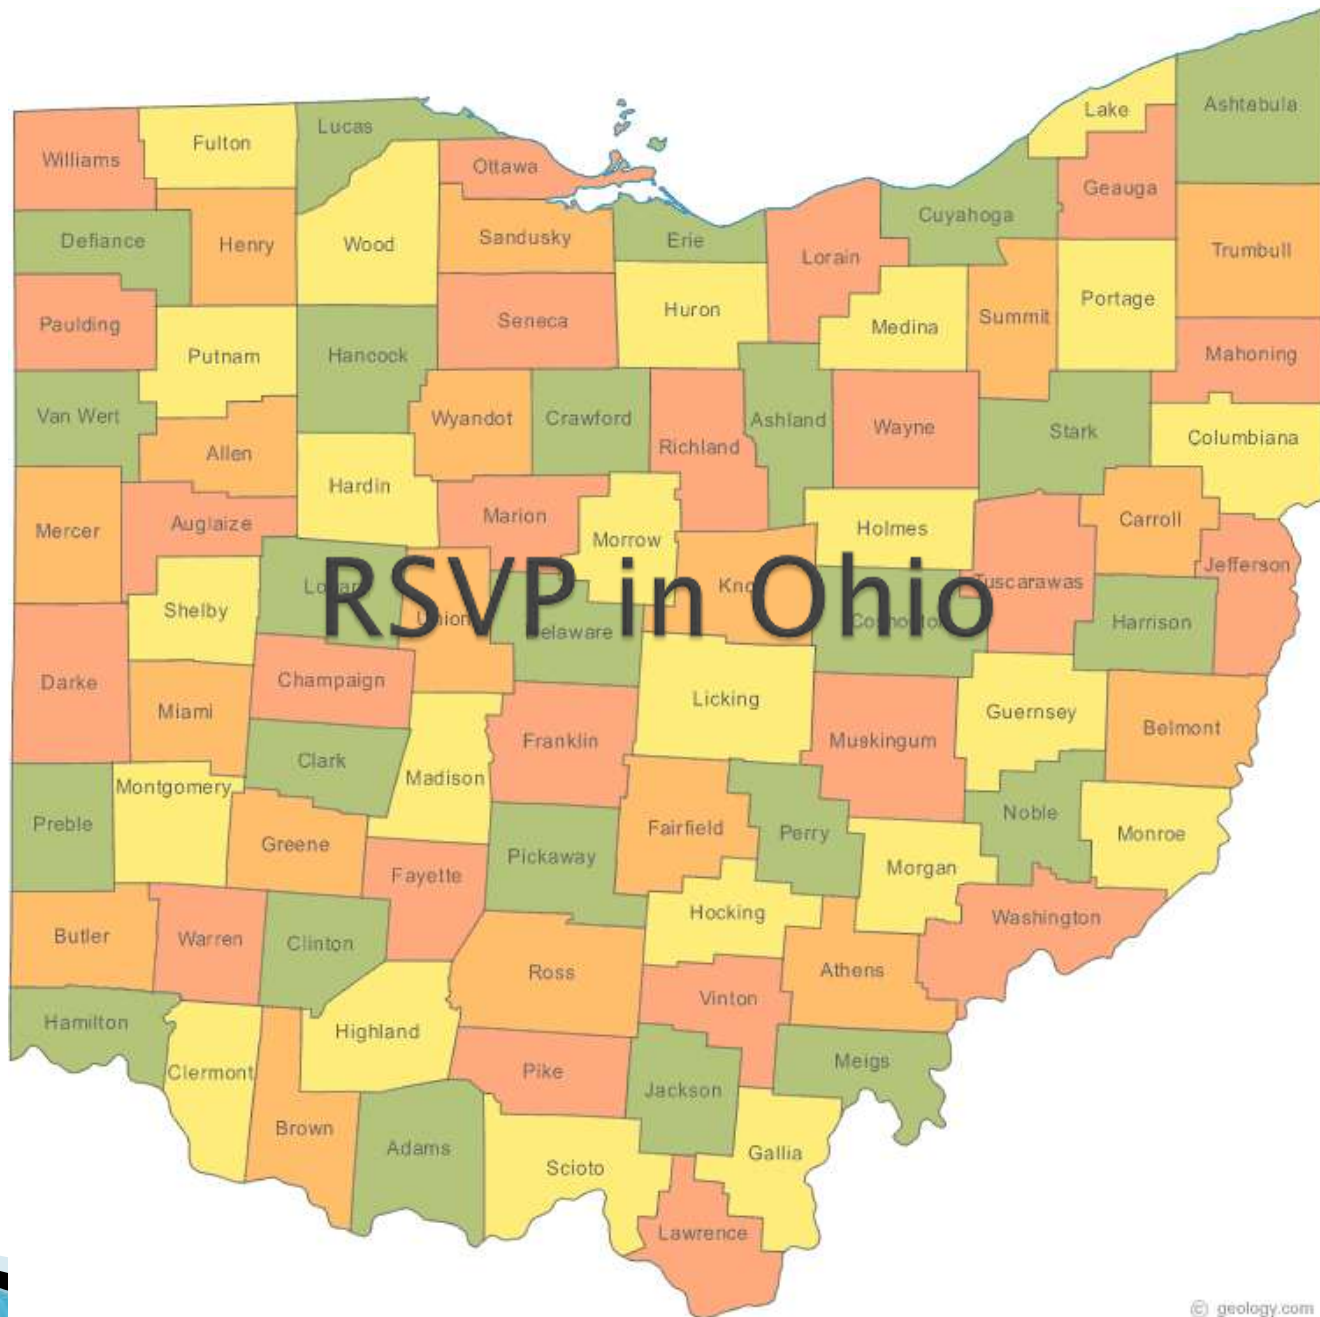 Ashtabula
Lake
Lucas
Fulton
Williams
Ottawa
Geauga
Cuyahoga
Defiance
Henry
Wood
Sandusky
Erie
Lorain
Trumbull
Paulding
Putnam
Hancock
Seneca
Huron
Medina
Summit
Portage
Mahoning
Van Wert
Allen
Wyandot
Crawford
Richland
Ashland
Wayne
Stark
Columbiana
Mercer
Auglaize
Hardin
Marion
Morrow
Holmes
Carroll
Jefferson
RSVP in Ohio
Shelby
Union
Delaware
Tuscarawas
Harrison
Darke
Miami
Champaign
Licking
Guernsey
Belmont
Clark
Madison
Franklin
Muskingum
Montgomery
Preble
Greene
Fairfield
Perry
Noble
Monroe
Fayette
Pickaway
Morgan
Butler
Warren
Clinton
Hocking
Washington
Ross
Athens
Hamilton
Highland
Vinton
Clermont
Pike
Jackson
Meigs
Brown
Adams
Scioto
Gallia
Lawrence
© geology.com